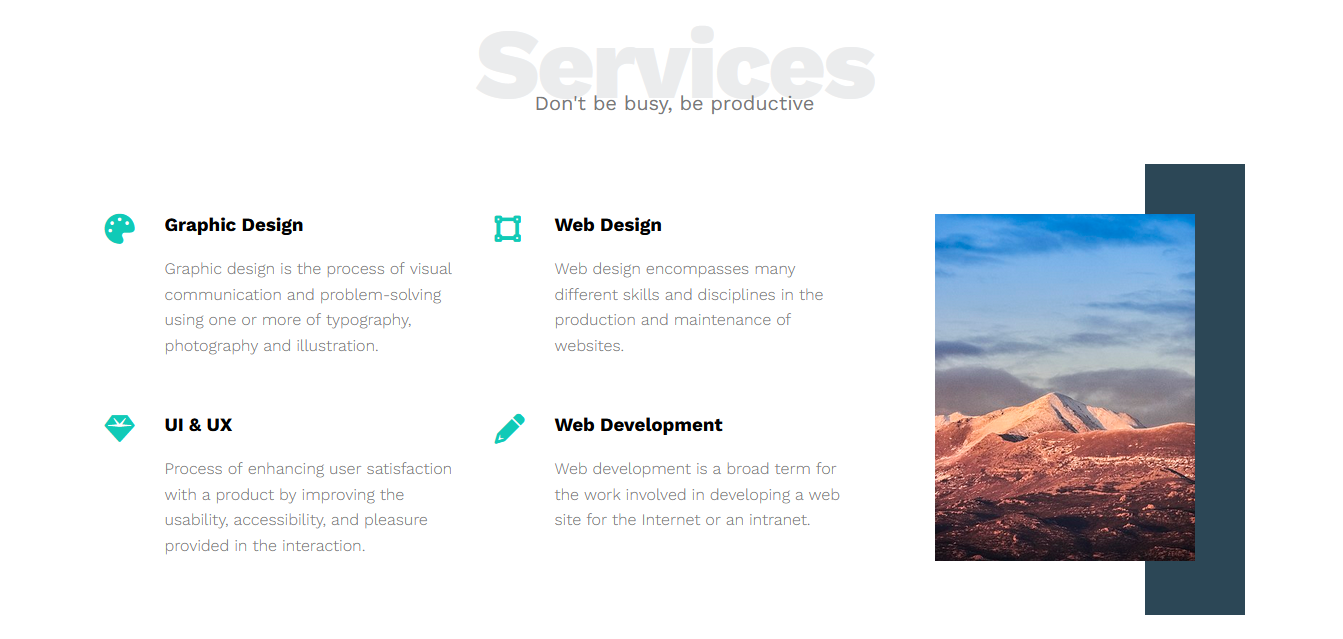 Services
Don't be busy, be productive
Graphic Design
Graphic design is the process of visual
communication and problem-solving
using one or more of typography,
photography and illustration.
Web Design
Web design encompasses many
different skills and disciplines in the
production and maintenance of
websites.
UI & UX
Process of enhancing user satisfaction
with a product by improving the
usability, accessibility, and pleasure
provided in the interaction.
Web Development
Web development is a broad term for
the work involved in developing a web
site for the Internet or an intranet.